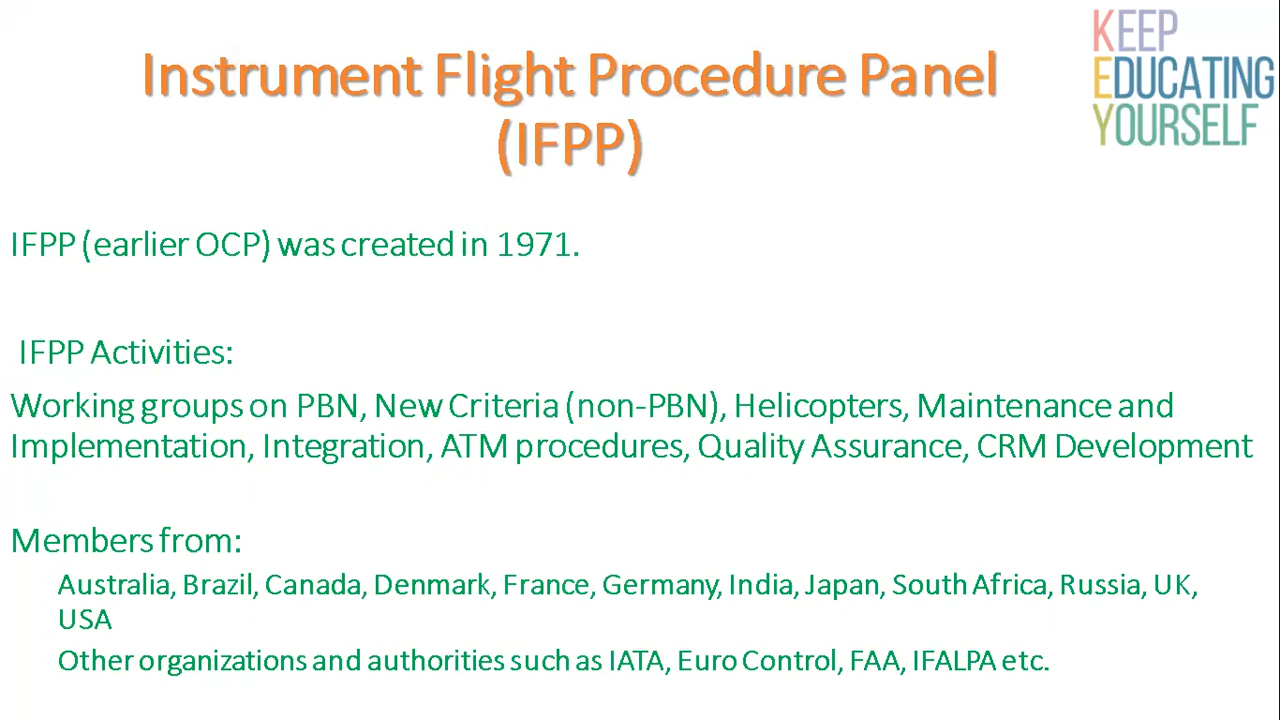 Instrument Flight Procedure Panel
(IFPP)
KEEP
EDUCATING
YOURSELF
IFPP (earlier OCP) was created in 1971.
IFPP Activities:
Working groups on PBN, New Criteria (non-PBN), Helicopters, Maintenance and
Implementation, Integration, ATM procedures, Quality Assurance, CRM Development
Members from:
Australia, Brazil, Canada, Denmark, France, Germany, India, Japan, South Africa, Russia, UK,
USA
Other organizations and authorities such as IATA, Euro Control, FAA, IFALPA etc.